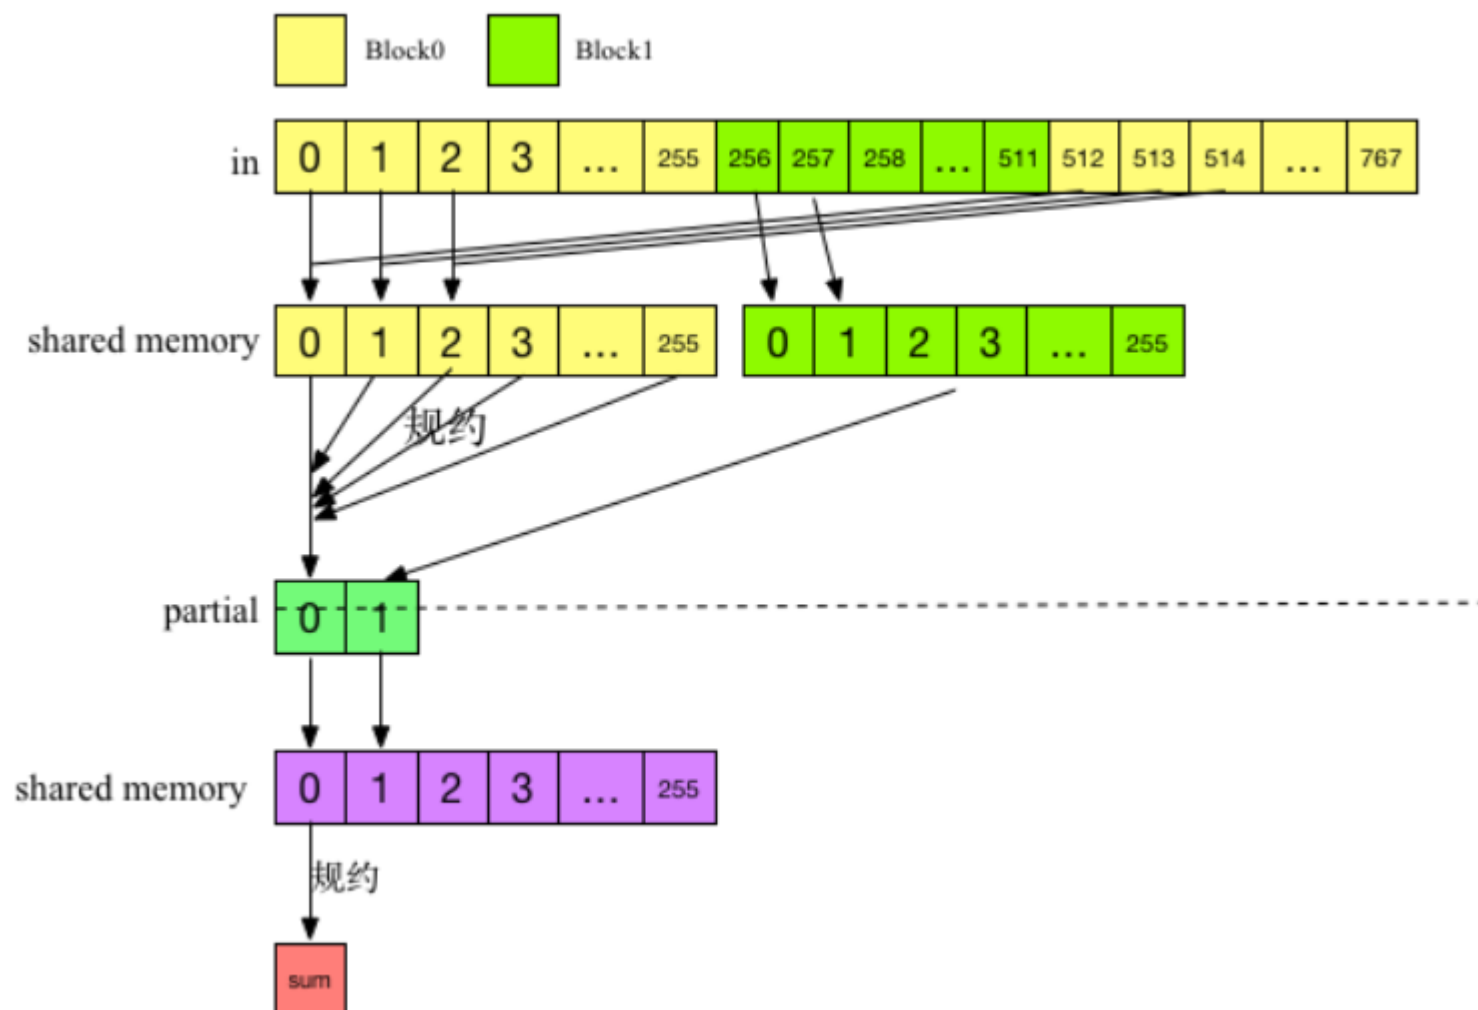 Block0 Block1
in 0 1 2 3 ... 255 256 257 258 ... 511 512 513 514 ... 767
shared memory 0 1 2 3 ... 255 0 1 2 3 ... 255
规约
partial 0 1
shared memory 0 1 2 3 ... 255
规约
sum